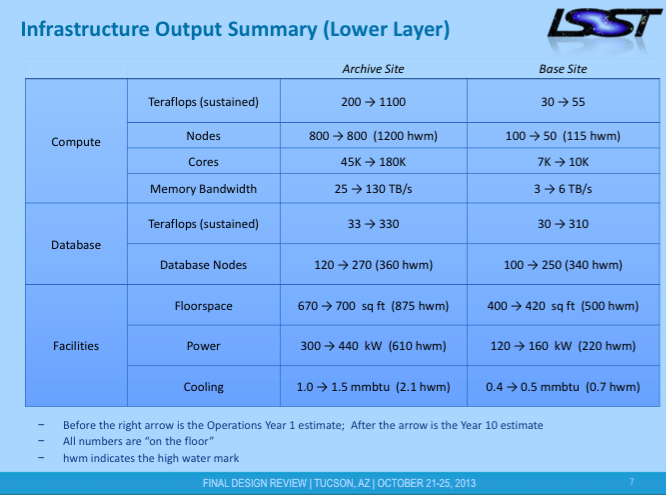 Infrastructure Output Summary (Lower Layer)
LSST
Archive Site Base Site
Compute
Teraflops (sustained) 200 → 1100 30 → 55
Nodes 800 → 800 (1200 hwm) 100 → 50 (115 hwm)
Cores 45K → 180K 7K → 10K
Memory Bandwidth 25 → 130 TB/s 3 → 6 TB/s
Database
Teraflops (sustained) 33 → 330 30 → 310
Database Nodes 120 → 270 (360 hwm) 100 → 250 (340 hwm)
Facilities
Floorspace 670 → 700 sq ft (875 hwm) 400 → 420 sq ft (500 hwm)
Power 300 → 440 kW (610 hwm) 120 → 160 kW (220 hwm)
Cooling 1.0 → 1.5 mmbtu (2.1 hwm) 0.4 → 0.5 mmbtu (0.7 hwm)
– Before the right arrow is the Operations Year 1 estimate; After the arrow is the Year 10 estimate
– All numbers are “on the floor”
– hwm indicates the high water mark
FINAL DESIGN REVIEW | TUCSON, AZ | OCTOBER 21-25, 2013 7